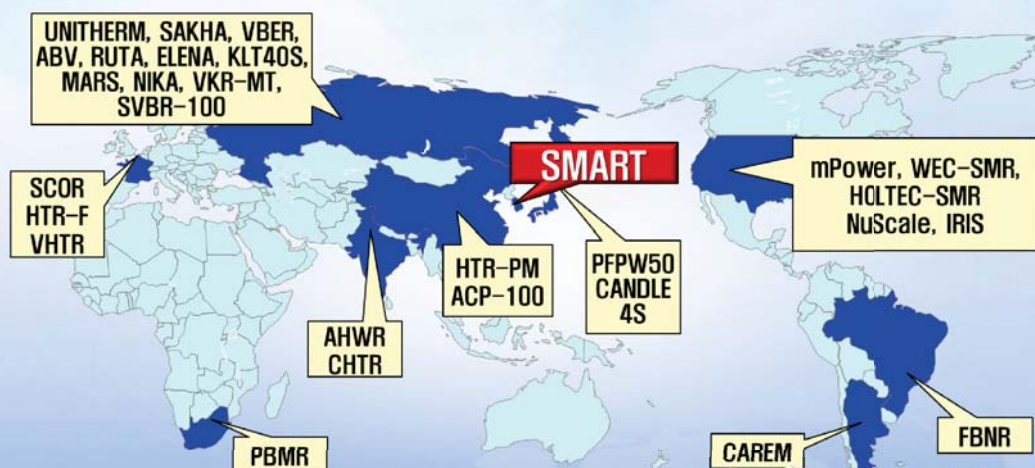 UNITHERM, SAKHA, VBER,
ABV, RUTA, ELENA, KLT40S,
MARS, NIKA, VKR-MT,
SVBR-100
SCOR
HTR-F
VHTR
SMART
mPower, WEC-SMR,
HOLTEC-SMR
NuScale, IRIS
HTR-PM
ACP-100
PFPW50
CANDLE
4S
AHWR
CHTR
PBMR
CAREM
FBNR